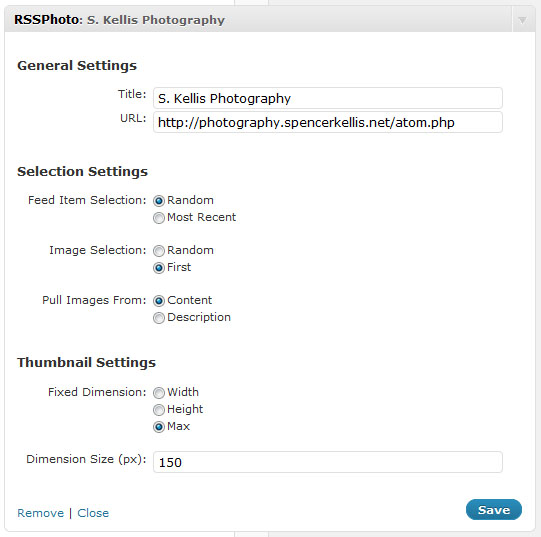 RSSPhoto: S. Kellis Photography
General Settings
Title: S. Kellis Photography
URL: http://photography.spencerkellis.net/atom.php
Selection Settings
Feed Item Selection: Random
Most Recent
Image Selection: Random
First
Pull Images From: Content
Description
Thumbnail Settings
Fixed Dimension: Width
Height
Max
Dimension Size (px): 150
Remove | Close Save